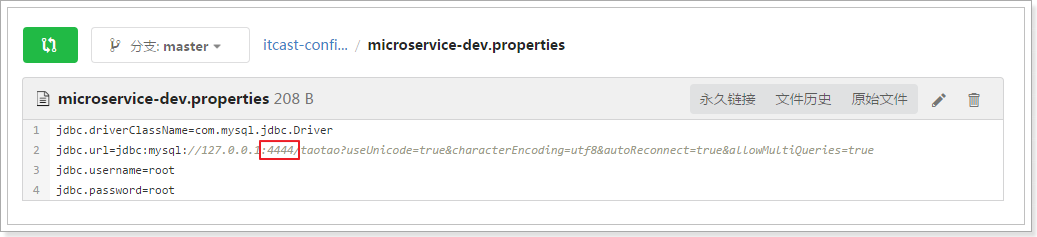 分支: master itcast-confi... / microservice-dev.properties
microservice-dev.properties 208 B 永久链接 文件历史 原始文件
1 jdbc.driverClassName=com.mysql.jdbc.Driver
2 jdbc.url=jdbc:mysql://127.0.0.1:4444/taotao?useUnicode=true&characterEncoding=utf8&autoReconnect=true&allowMultiQueries=true
3 jdbc.username=root
4 jdbc.password=root